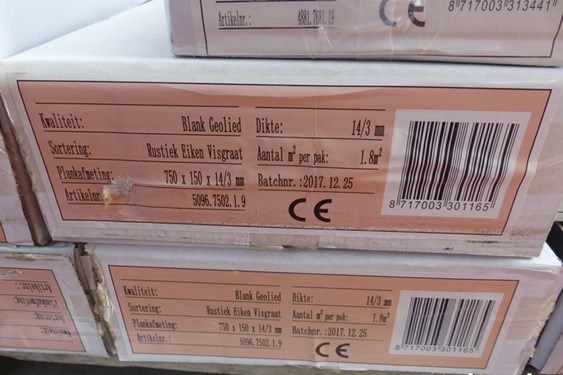 Artikelnr.: 4881.7681.19
8 717003 313441
Kwaliteit: Blank Geolied
Sortering: Rustiek Eiken Visgraat
Plankafmeting: 750 x 150 x 14/3 mm
Artikelnr 5096.7502.1.9
Dikte: 14/3 mm
Aantal m² per pak: 1.8m²
Batchnr.:2017.12.25
CE
8 717003 301165
Kwaliteit: Blank Geolied
Sortering: Rustiek Eiken Visgraat
Plankafmeting: 750 x 150 x 14/3 mm
Artikelnr.: 5096.7502.1.9
Dikte: 14/3 mm
Aantal m² per pak: 1.8m²
Batchnr.:2017.12.25
CE
8 717003 301165